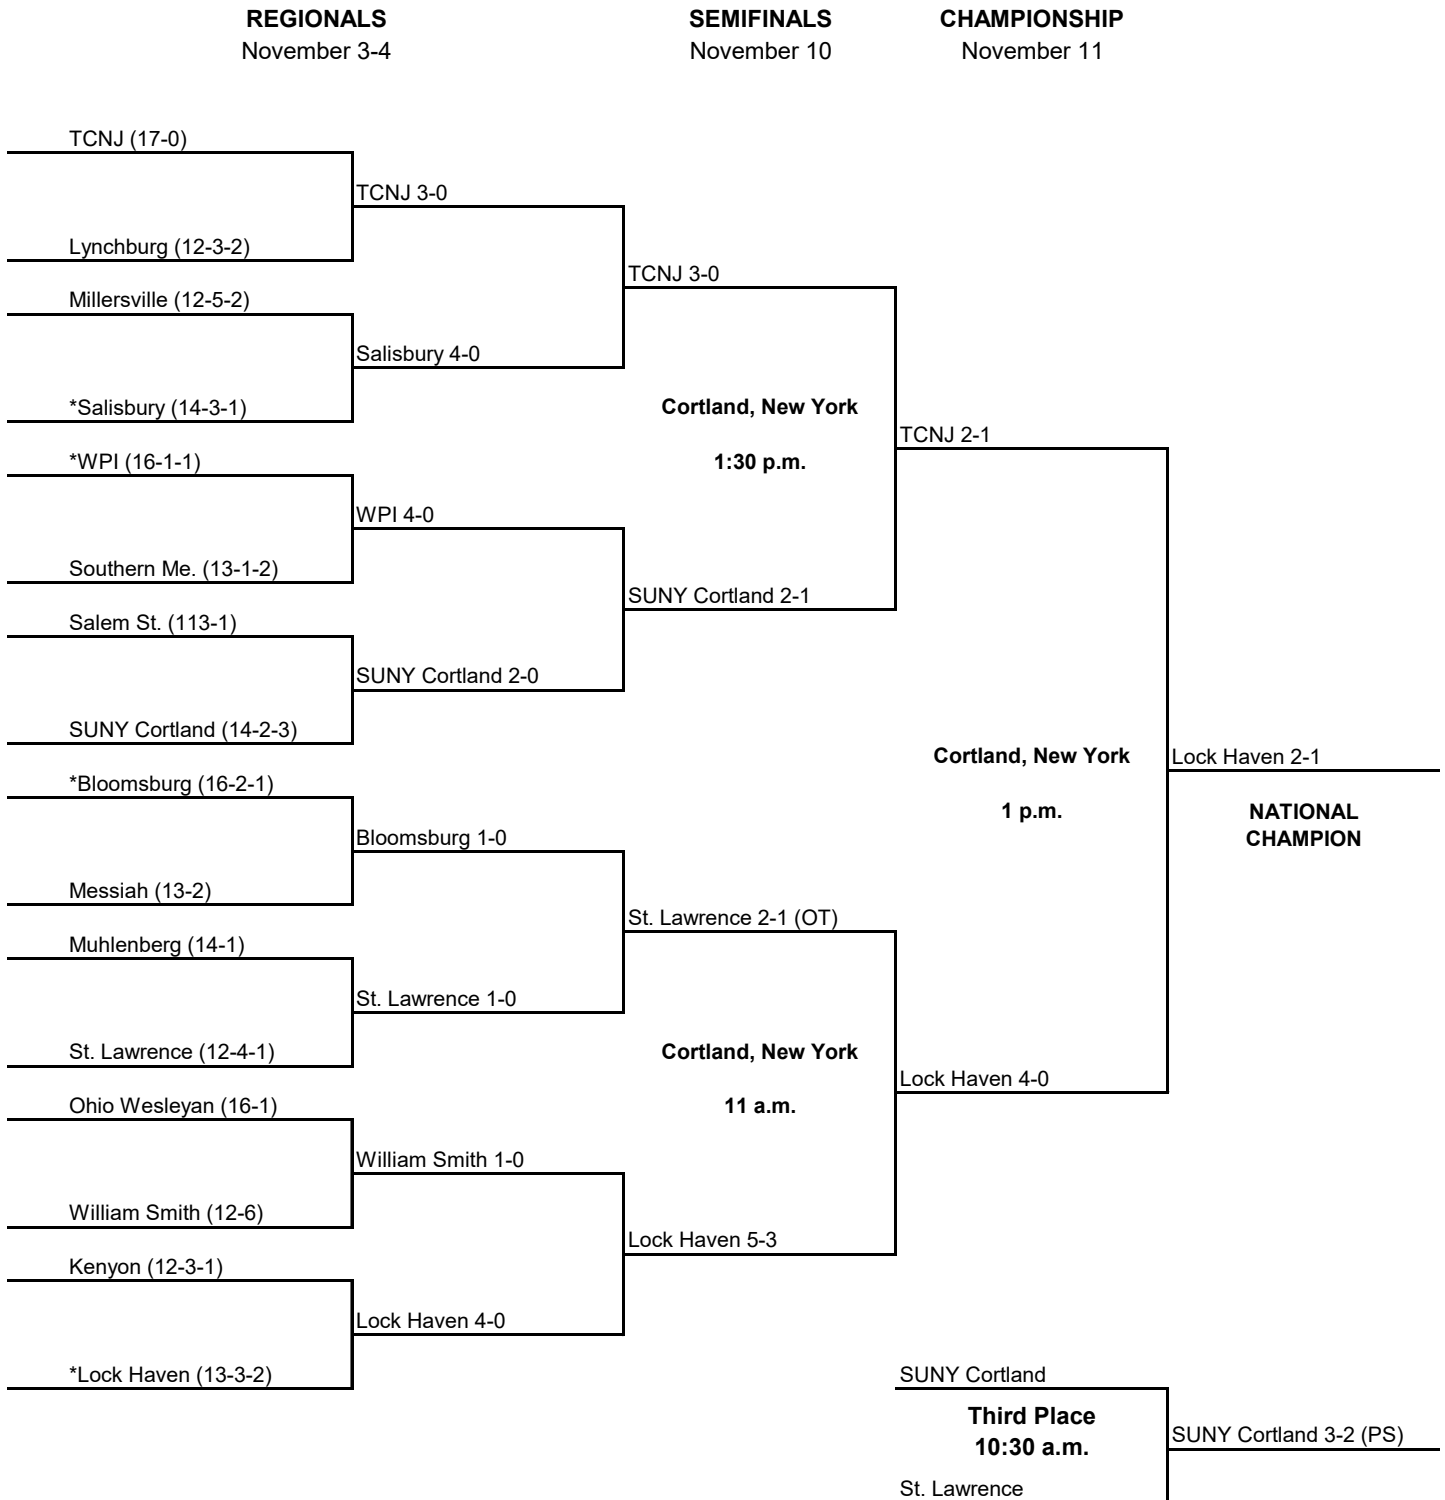 REGIONALS SEMIFINALS CHAMPIONSHIP
November 3-4 November 10 November 11
TCNJ (17-0)
TCNJ 3-0
Lynchburg (12-3-2)
TCNJ 3-0
Millersville (12-5-2)
Salisbury 4-0
*Salisbury (14-3-1) Cortland, New York
TCNJ 2-1
*WPI (16-1-1) 1:30 p.m.
WPI 4-0
Southern Me. (13-1-2)
SUNY Cortland 2-1
Salem St. (113-1)
SUNY Cortland 2-0
SUNY Cortland (14-2-3)
Cortland, New York Lock Haven 2-1
*Bloomsburg (16-2-1)
1 p.m. NATIONAL
Bloomsburg 1-0 CHAMPION
Messiah (13-2)
St. Lawrence 2-1 (OT)
Muhlenberg (14-1)
St. Lawrence 1-0
St. Lawrence (12-4-1) Cortland, New York
Lock Haven 4-0
Ohio Wesleyan (16-1) 11 a.m.
William Smith 1-0
William Smith (12-6)
Lock Haven 5-3
Kenyon (12-3-1)
Lock Haven 4-0
*Lock Haven (13-3-2) SUNY Cortland
Third Place
SUNY Cortland 3-2 (PS)
10:30 a.m.
St. Lawrence